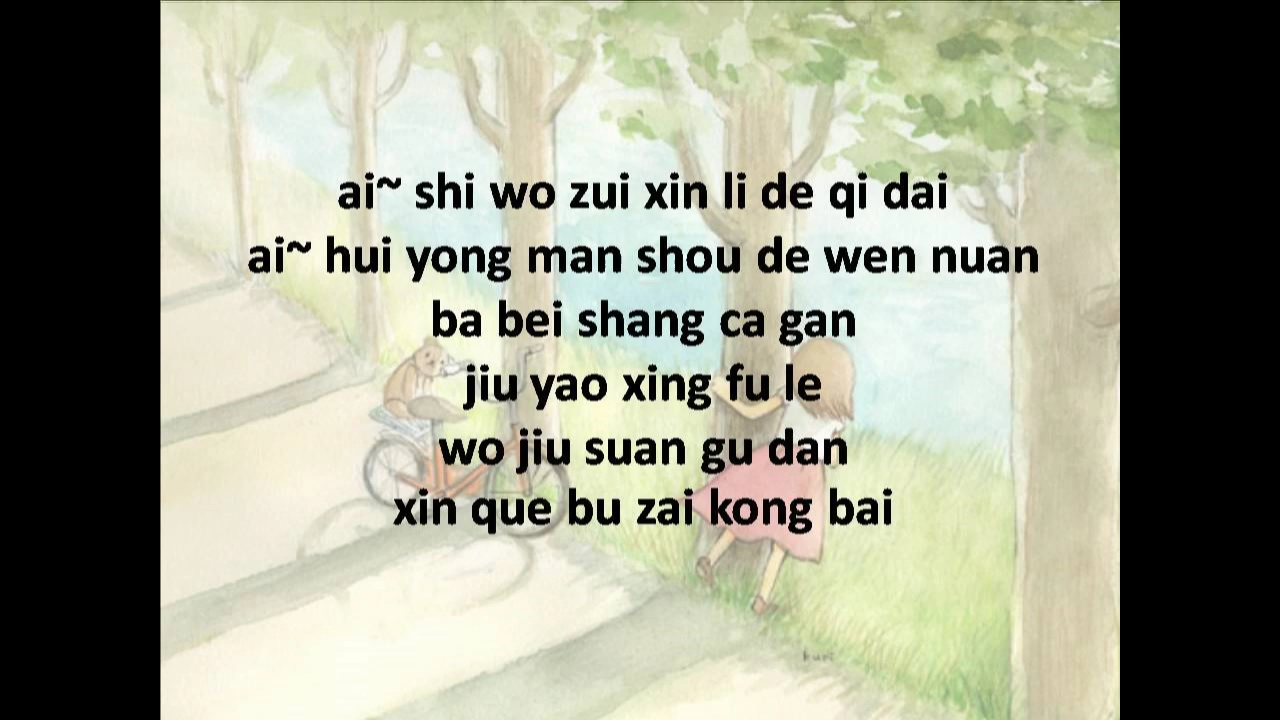 ai~ shi wo zui xin li de qi dai
ai~ hui yong man shou de wen nuan
ba bei shang ca gan
jiu yao xing fu le
wo jiu suan gu dan
xin que bu zai kong bai
kuri